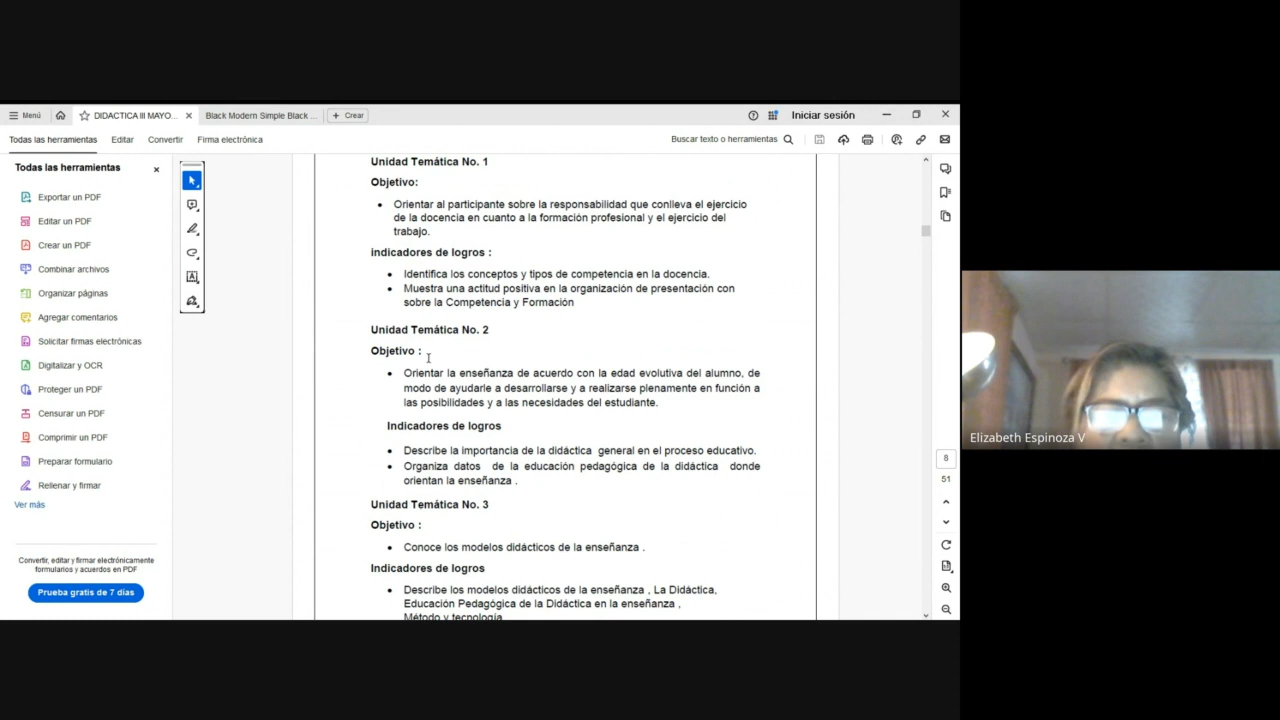 Menú
DIDACTICA III MAYO...
Black Modern Simple Black ...
Crear
Iniciar sesión
Todas las herramientas
Editar
Convertir
Firma electrónica
Buscar texto o herramientas
Todas las herramientas
Exportar un PDF
Editar un PDF
Crear un PDF
Combinar archivos
Organizar páginas
Agregar comentarios
Solicitar firmas electrónicas
Digitalizar y OCR
Proteger un PDF
Censurar un PDF
Comprimir un PDF
Preparar formulario
Rellenar y firmar
Ver más
Convertir, editar y firmar electrónicamente
formularios y acuerdos en PDF
Prueba gratis de 7 días
Unidad Temática No. 1
Objetivo:
• Orientar al participante sobre la responsabilidad que conlleva el ejercicio
de la docencia en cuanto a la formación profesional y el ejercicio del
trabajo.
indicadores de logros :
• Identifica los conceptos y tipos de competencia en la docencia.
• Muestra una actitud positiva en la organización de presentación con
sobre la Competencia y Formación
Unidad Temática No. 2
Objetivo :
• Orientar la enseñanza de acuerdo con la edad evolutiva del alumno, de
modo de ayudarle a desarrollarse y a realizarse plenamente en función a
las posibilidades y a las necesidades del estudiante.
Indicadores de logros
• Describe la importancia de la didáctica general en el proceso educativo.
• Organiza datos de la educación pedagógica de la didáctica donde
orientan la enseñanza .
Unidad Temática No. 3
Objetivo :
• Conoce los modelos didácticos de la enseñanza .
Indicadores de logros
• Describe los modelos didácticos de la enseñanza , La Didáctica,
Educación Pedagógica de la Didáctica en la enseñanza ,
Método y tecnología
8
51
Elizabeth Espinoza V